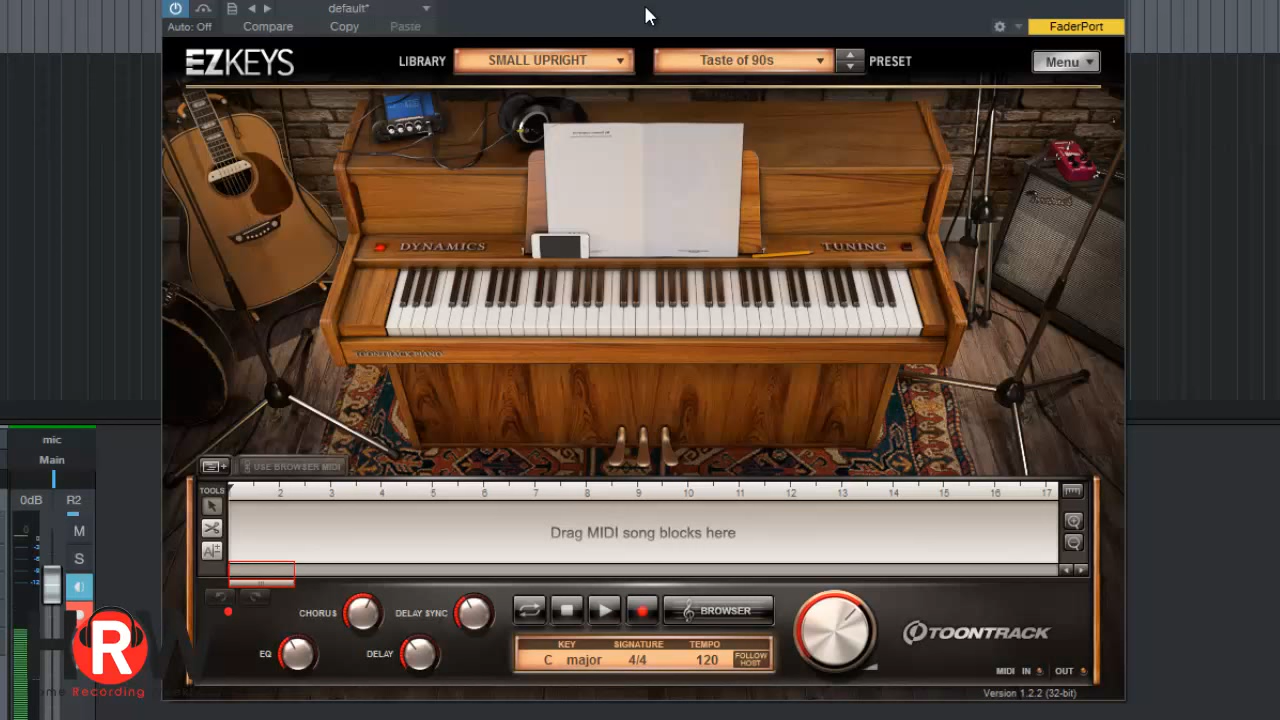 default*
Auto: Off Compare Copy Paste FaderPort
EZKEYS LIBRARY SMALL UPRIGHT Taste of 90s PRESET Menu
DYNAMICS TUNING
TOONTRACK PIANO
mic
Main
0dB R2
M
S
USE BROWSER MIDI
TOOLS
2 3 4 5 6 7 8 9 10 11 12 13 14 15 16 17
Drag MIDI song blocks here
CHORUS DELAY SYNC BROWSER
EQ DELAY
KEY SIGNATURE TEMPO
C major 4/4 120 FOLLOW HOST
TOONTRACK
MIDI IN OUT
Version 1.2.2 (32-bit)
R
Recording